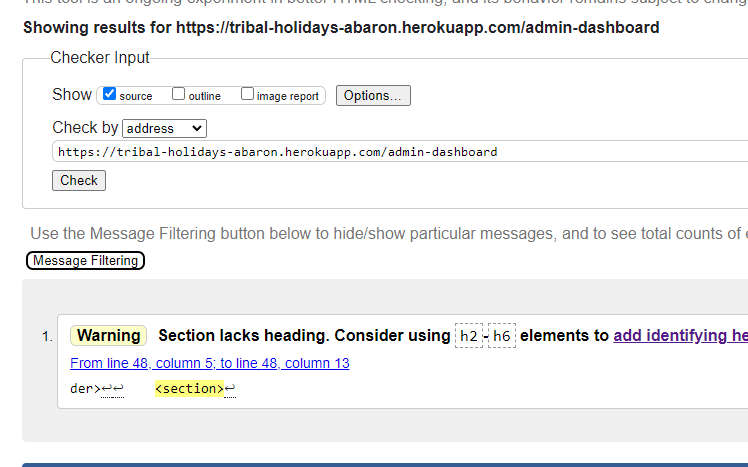 This tool is an ongoing experiment in better HTML checking, and its behavior remains subject to
Showing results for https://tribal-holidays-abaron.herokuapp.com/admin-dashboard
Checker Input
Show source outline image report Options...
Check by address
https://tribal-holidays-abaron.herokuapp.com/admin-dashboard
Check
Use the Message Filtering button below to hide/show particular messages, and to see total counts of
Message Filtering
1. Warning Section lacks heading. Consider using h2-h6 elements to add identifying
From line 48, column 5; to line 48, column 13
der>↩↩ <section>↩